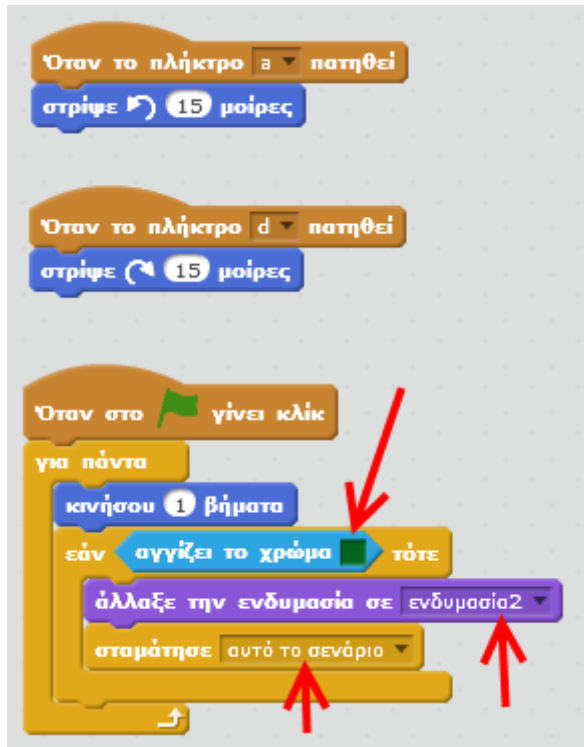 Όταν το πλήκτρο a πατηθεί
στρίψε 15 μοίρες
Όταν το πλήκτρο d πατηθεί
στρίψε 15 μοίρες
Όταν στο γίνει κλίκ
για πάντα
κινήσου 1 βήματα
εάν αγγίζει το χρώμα τότε
άλλαξε την ενδυμασία σε ενδυμασία2
σταμάτησε αυτό το σενάριο